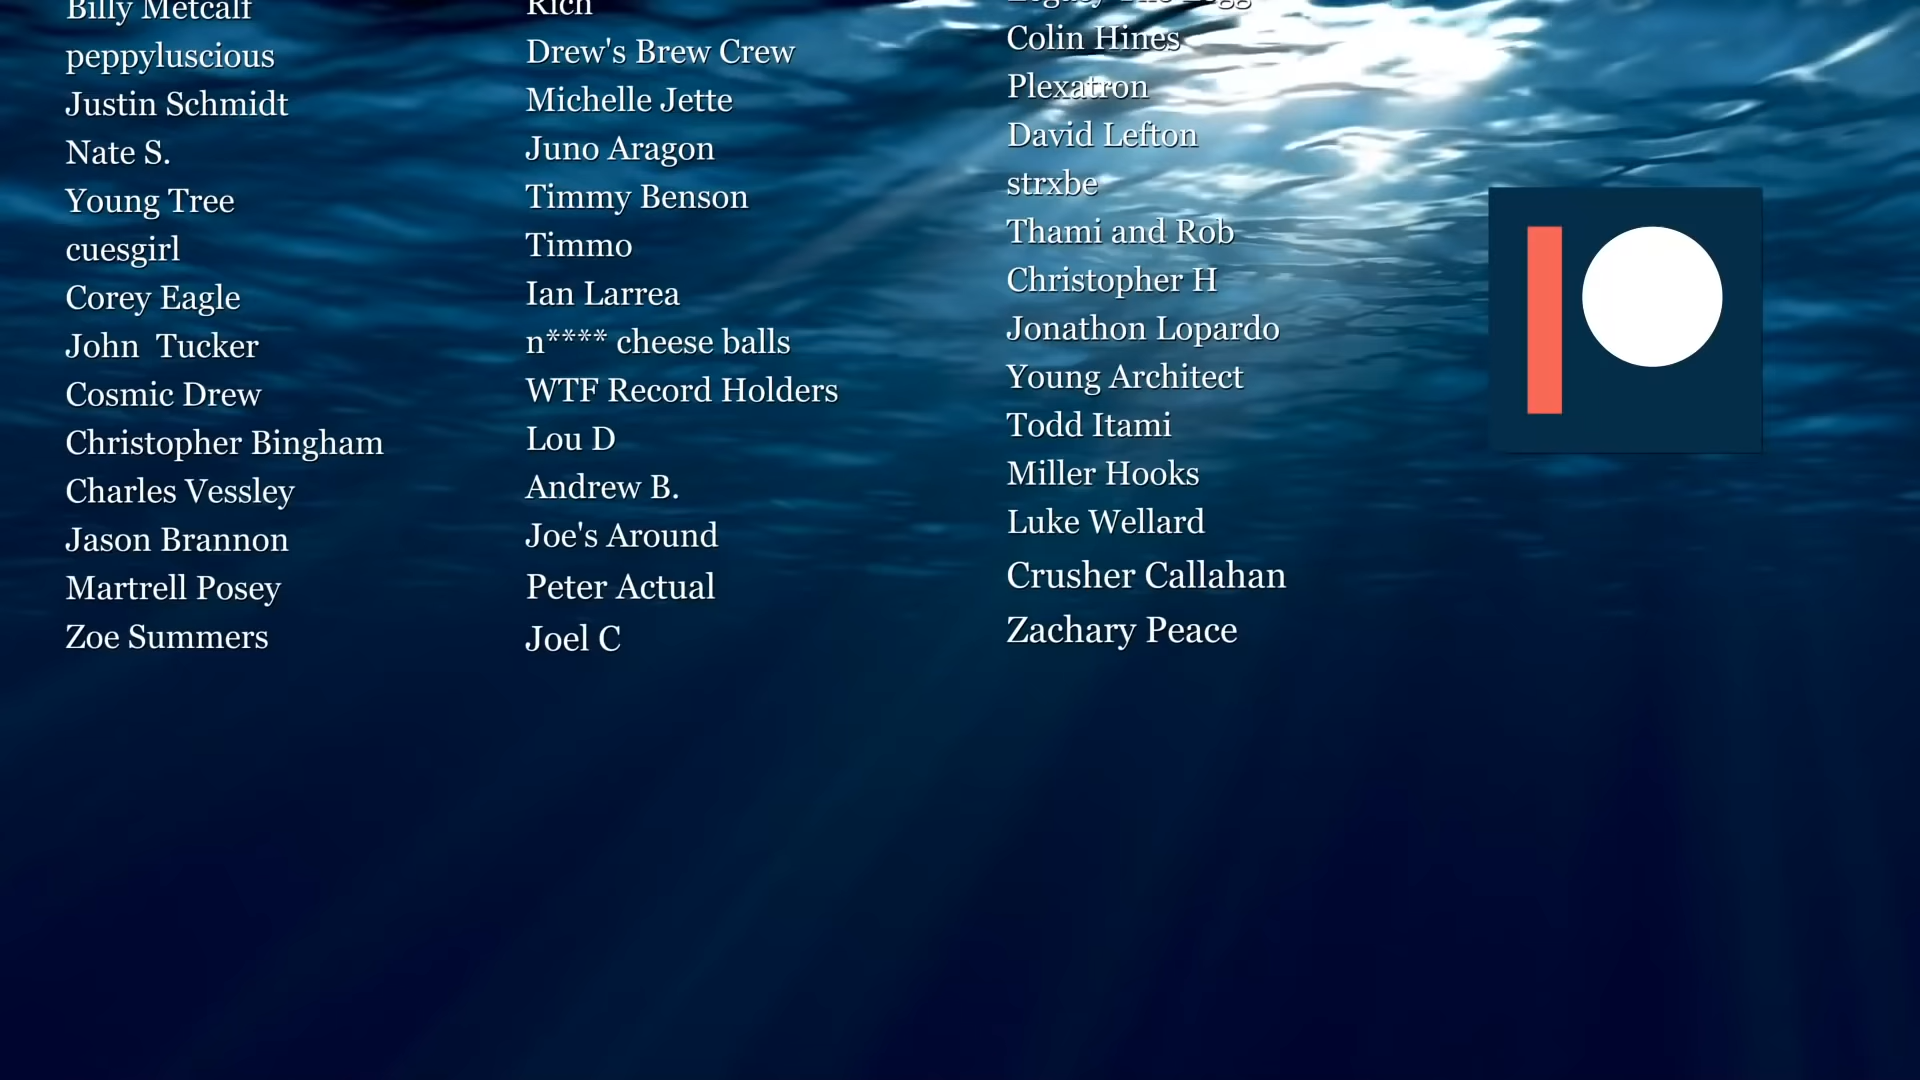 Billy Metcalf
peppyluscious
Justin Schmidt
Nate S.
Young Tree
cuesgirl
Corey Eagle
John  Tucker
Cosmic Drew
Christopher Bingham
Charles Vessley
Jason Brannon
Martrell Posey
Zoe Summers
Rich
Drew's Brew Crew
Michelle Jette
Juno Aragon
Timmy Benson
Timmo
Ian Larrea
n**** cheese balls
WTF Record Holders
Lou D
Andrew B.
Joe's Around
Peter Actual
Joel C
Colin Hines
Plexatron
David Lefton
strxbe
Thami and Rob
Christopher H
Jonathon Lopardo
Young Architect
Todd Itami
Miller Hooks
Luke Wellard
Crusher Callahan
Zachary Peace